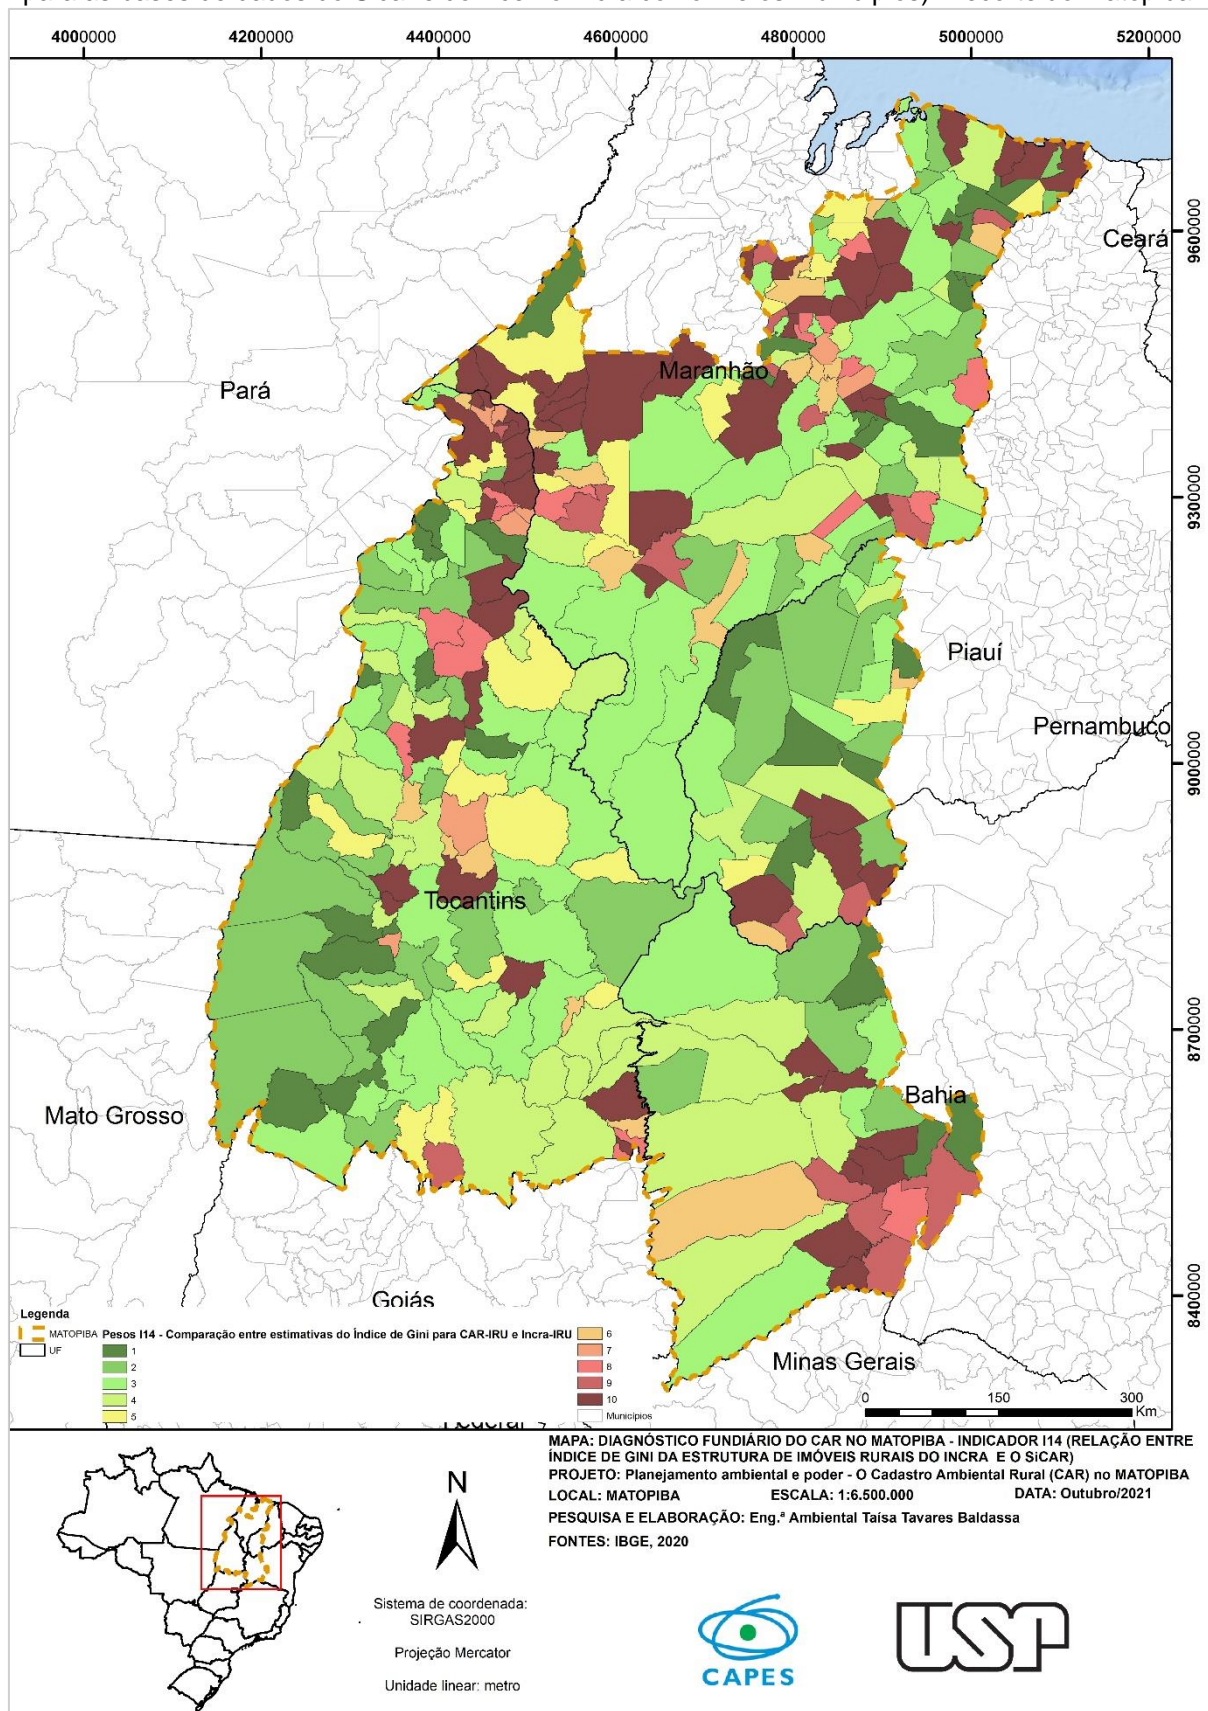 4000000 4200000 4400000 4600000 4800000 5000000 5200000
9600000
Ceará
Maranhão
Pará
9300000
Piauí
Pernambuco
9000000
Tocantins
8700000
Bahia
Mato Grosso
8400000
Goiás
Minas Gerais
Legenda
MATOPIBA Pesos I14 - Comparação entre estimativas do Índice de Gini para CAR-IRU e Incra-IRU
UF
1
2
3
4
5
6
7
8
9
10
Municípios
0 150 300
Km
MAPA: DIAGNÓSTICO FUNDIÁRIO DO CAR NO MATOPIBA - INDICADOR I14 (RELAÇÃO ENTRE
ÍNDICE DE GINI DA ESTRUTURA DE IMÓVEIS RURAIS DO INCRA E O SiCAR)
PROJETO: Planejamento ambiental e poder - O Cadastro Ambiental Rural (CAR) no MATOPIBA
LOCAL: MATOPIBA ESCALA: 1:6.500.000 DATA: Outubro/2021
PESQUISA E ELABORAÇÃO: Eng.ª Ambiental Taísa Tavares Baldassa
FONTES: IBGE, 2020
N
Sistema de coordenada:
SIRGAS2000
Projeção Mercator
Unidade linear: metro
CAPES
USP